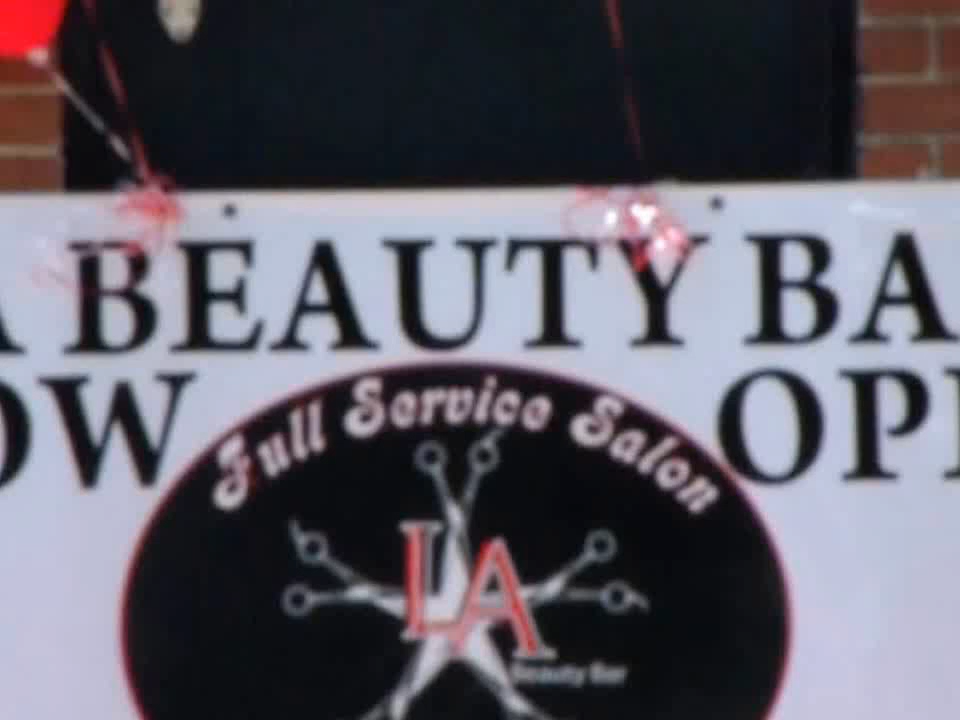 A BEAUTY BA
OW OPE
Full Service Salon
LA
Beauty Bar